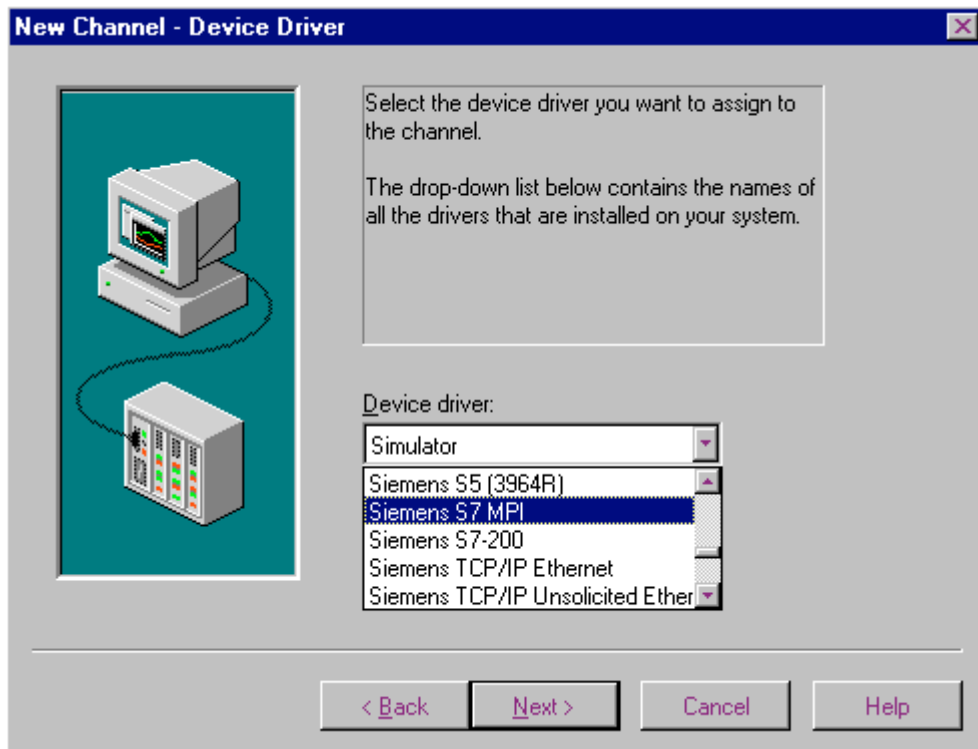 New Channel - Device Driver
Select the device driver you want to assign to
the channel.
The drop-down list below contains the names of
all the drivers that are installed on your system.
Device driver:
Simulator
Siemens S5 (3964R)
Siemens S7 MPI
Siemens S7-200
Siemens TCP/IP Ethernet
Siemens TCP/IP Unsolicited Ether
< Back
Next >
Cancel
Help